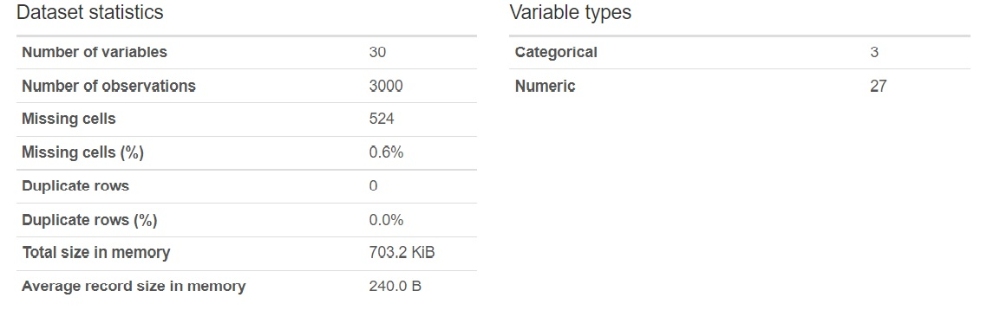 Dataset statistics
Number of variables 30
Number of observations 3000
Missing cells 524
Missing cells (%) 0.6%
Duplicate rows 0
Duplicate rows (%) 0.0%
Total size in memory 703.2 KiB
Average record size in memory 240.0 B
Variable types
Categorical 3
Numeric 27